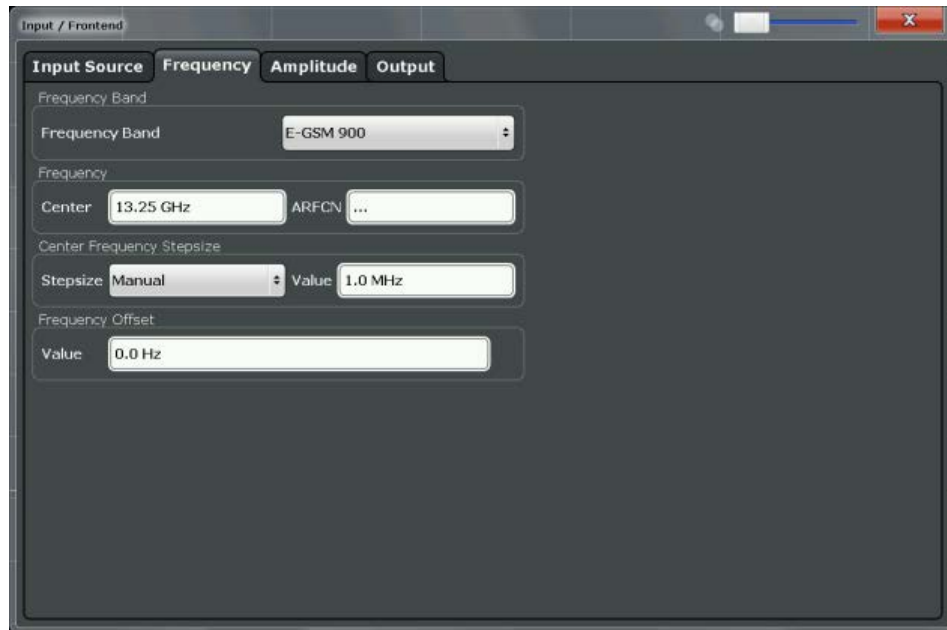 Input / Frontend
X
Input Source Frequency Amplitude Output
Frequency Band
Frequency Band E-GSM 900
Frequency
Center 13.25 GHz ARFCN ...
Center Frequency Stepsize
Stepsize Manual Value 1.0 MHz
Frequency Offset
Value 0.0 Hz